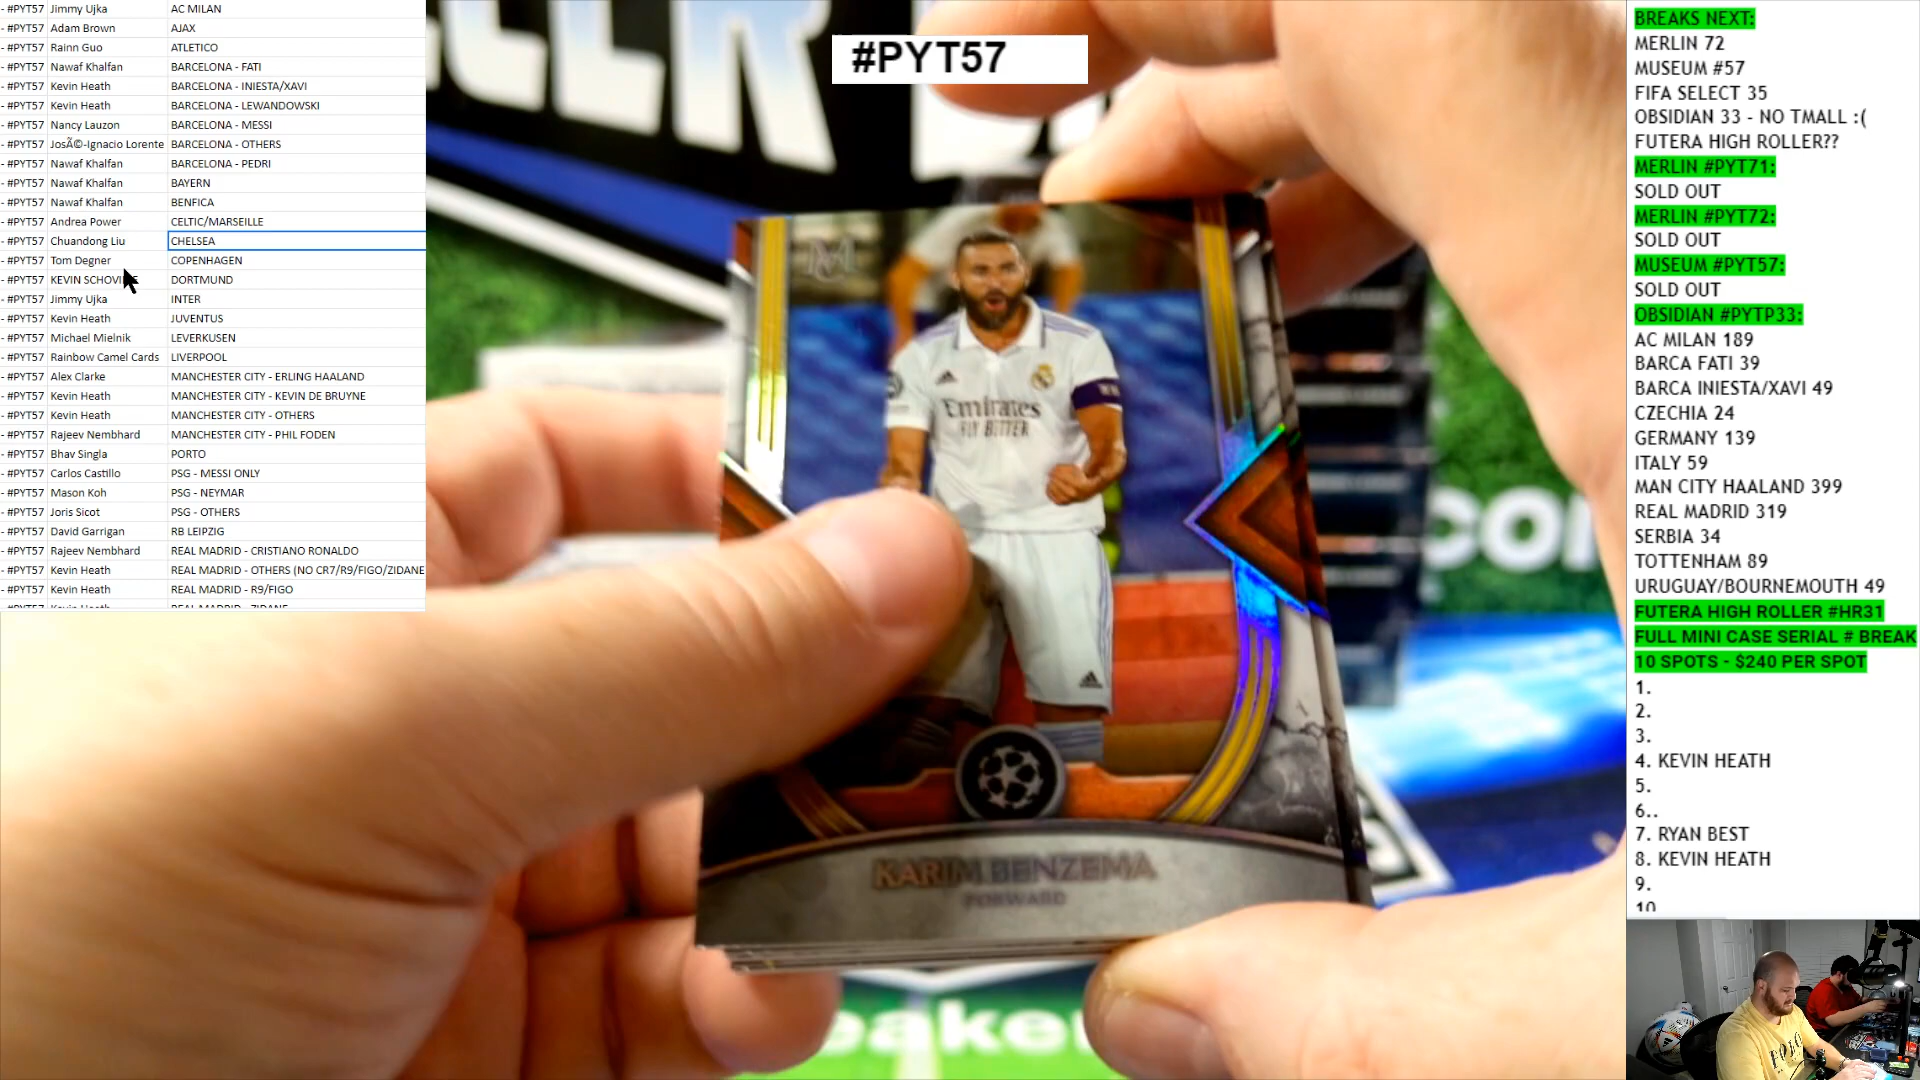 - #PYT57 Jimmy Ujka AC MILAN
- #PYT57 Adam Brown AJAX
- #PYT57 Rainn Guo ATLETICO
- #PYT57 Nawaf Khalfan BARCELONA - FATI
- #PYT57 Kevin Heath BARCELONA - INIESTA/XAVI
- #PYT57 Kevin Heath BARCELONA - LEWANDOWSKI
- #PYT57 Nancy Lauzon BARCELONA - MESSI
- #PYT57 JosÃ©-Ignacio Lorente BARCELONA - OTHERS
- #PYT57 Nawaf Khalfan BARCELONA - PEDRI
- #PYT57 Nawaf Khalfan BAYERN
- #PYT57 Nawaf Khalfan BENFICA
- #PYT57 Andrea Power CELTIC/MARSEILLE
- #PYT57 Chuandong Liu CHELSEA
- #PYT57 Tom Degner COPENHAGEN
- #PYT57 KEVIN DORTMUND
- #PYT57 Jimmy Ujka INTER
- #PYT57 Kevin Heath JUVENTUS
- #PYT57 Michael Mielnik LEVERKUSEN
- #PYT57 Rainbow Camel Cards LIVERPOOL
- #PYT57 Alex Clarke MANCHESTER CITY - ERLING HAALAND
- #PYT57 Kevin Heath MANCHESTER CITY - KEVIN DE BRUYNE
- #PYT57 Kevin Heath MANCHESTER CITY - OTHERS
- #PYT57 Rajeev Nembhard MANCHESTER CITY - PHIL FODEN
- #PYT57 Bhav Singla PORTO
- #PYT57 Carlos Castillo PSG - MESSI ONLY
- #PYT57 Mason Koh PSG - NEYMAR
- #PYT57 Joris Sicot PSG - OTHERS
- #PYT57 David Garrigan RB LEIPZIG
- #PYT57 Rajeev Nembhard REAL MADRID - CRISTIANO RONALDO
- #PYT57 Kevin Heath REAL MADRID - OTHERS (NO CR7/R9/FIGO/ZIDANE
- #PYT57 Kevin Heath REAL MADRID - R9/FIGO
- #PYT57 Kevin Heath REAL MADRID - ZIDANE
#PYT57
Emirates
FLY BETTER
KARIM BENZEMA
FORWARD
.com
eake
BREAKS NEXT:
MERLIN 72
MUSEUM #57
FIFA SELECT 35
OBSIDIAN 33 - NO TMALL :(
FUTERA HIGH ROLLER??
MERLIN #PYT71:
SOLD OUT
MERLIN #PYT72:
SOLD OUT
MUSEUM #PYT57:
SOLD OUT
OBSIDIAN #PYTP33:
AC MILAN 189
BARCA FATI 39
BARCA INIESTA/XAVI 49
CZECHIA 24
GERMANY 139
ITALY 59
MAN CITY HAALAND 399
REAL MADRID 319
SERBIA 34
TOTTENHAM 89
URUGUAY/BOURNEMOUTH 49
FUTERA HIGH ROLLER #HR31
FULL MINI CASE SERIAL # BREAK
10 SPOTS - $240 PER SPOT
1.
2.
3.
4. KEVIN HEATH
5.
6..
7. RYAN BEST
8. KEVIN HEATH
9.
10
POLO